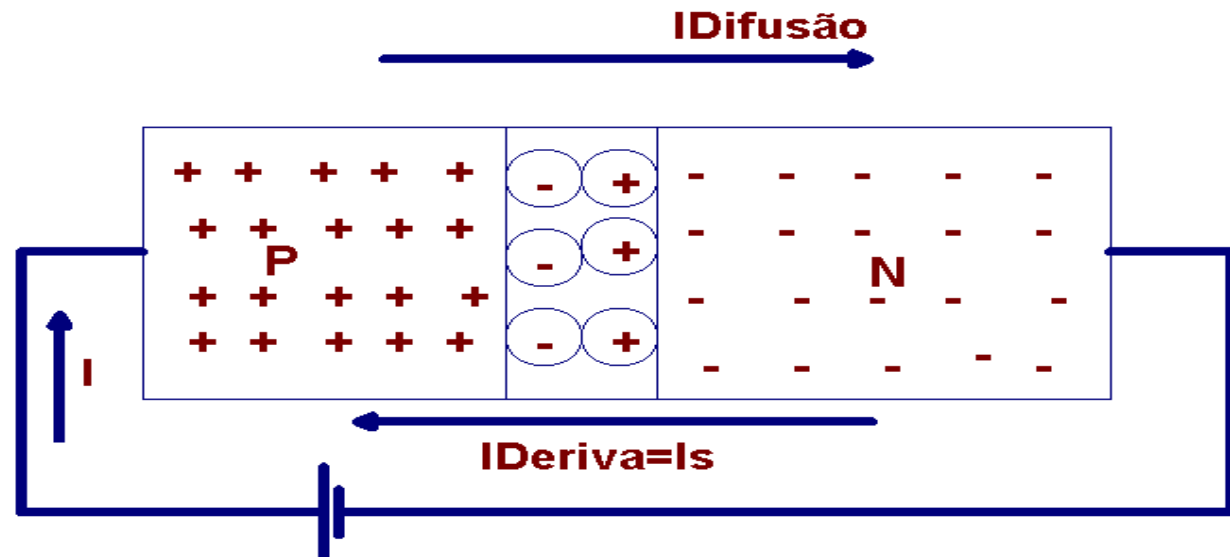 IDifusão
+ + + + + - + - - - - -
+ + + + + - + - - - - -
P N
+ + + + + - - - - -
+ + + + + - + - - - - -
I
IDeriva=Is